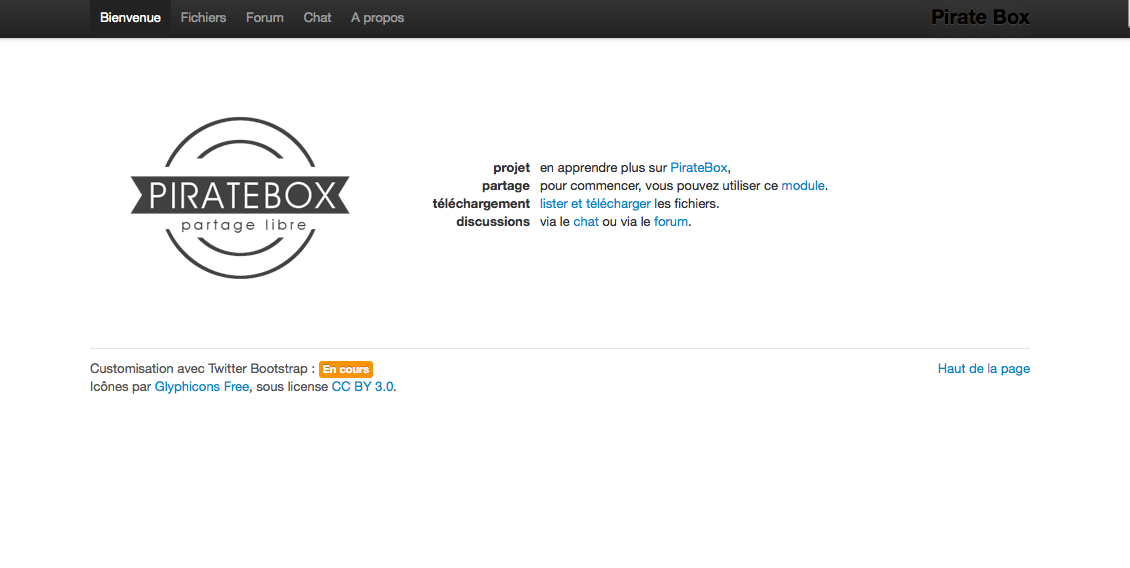 Bienvenue Fichiers Forum Chat A propos Pirate Box
PIRATEBOX
partage libre
projet en apprendre plus sur PirateBox,
partage pour commencer, vous pouvez utiliser ce module.
téléchargement lister et télécharger les fichiers.
discussions via le chat ou via le forum.
Customisation avec Twitter Bootstrap : En cours Haut de la page
Icônes par Glyphicons Free, sous license CC BY 3.0.